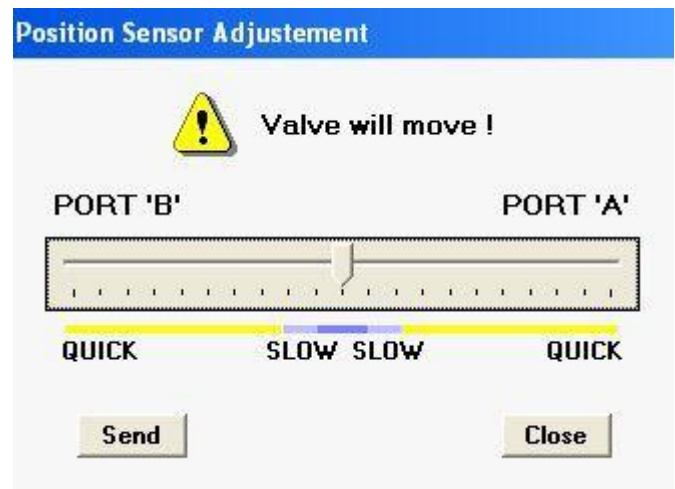 Position Sensor Adjustement
Valve will move !
PORT 'B' PORT 'A'
QUICK SLOW SLOW QUICK
Send Close